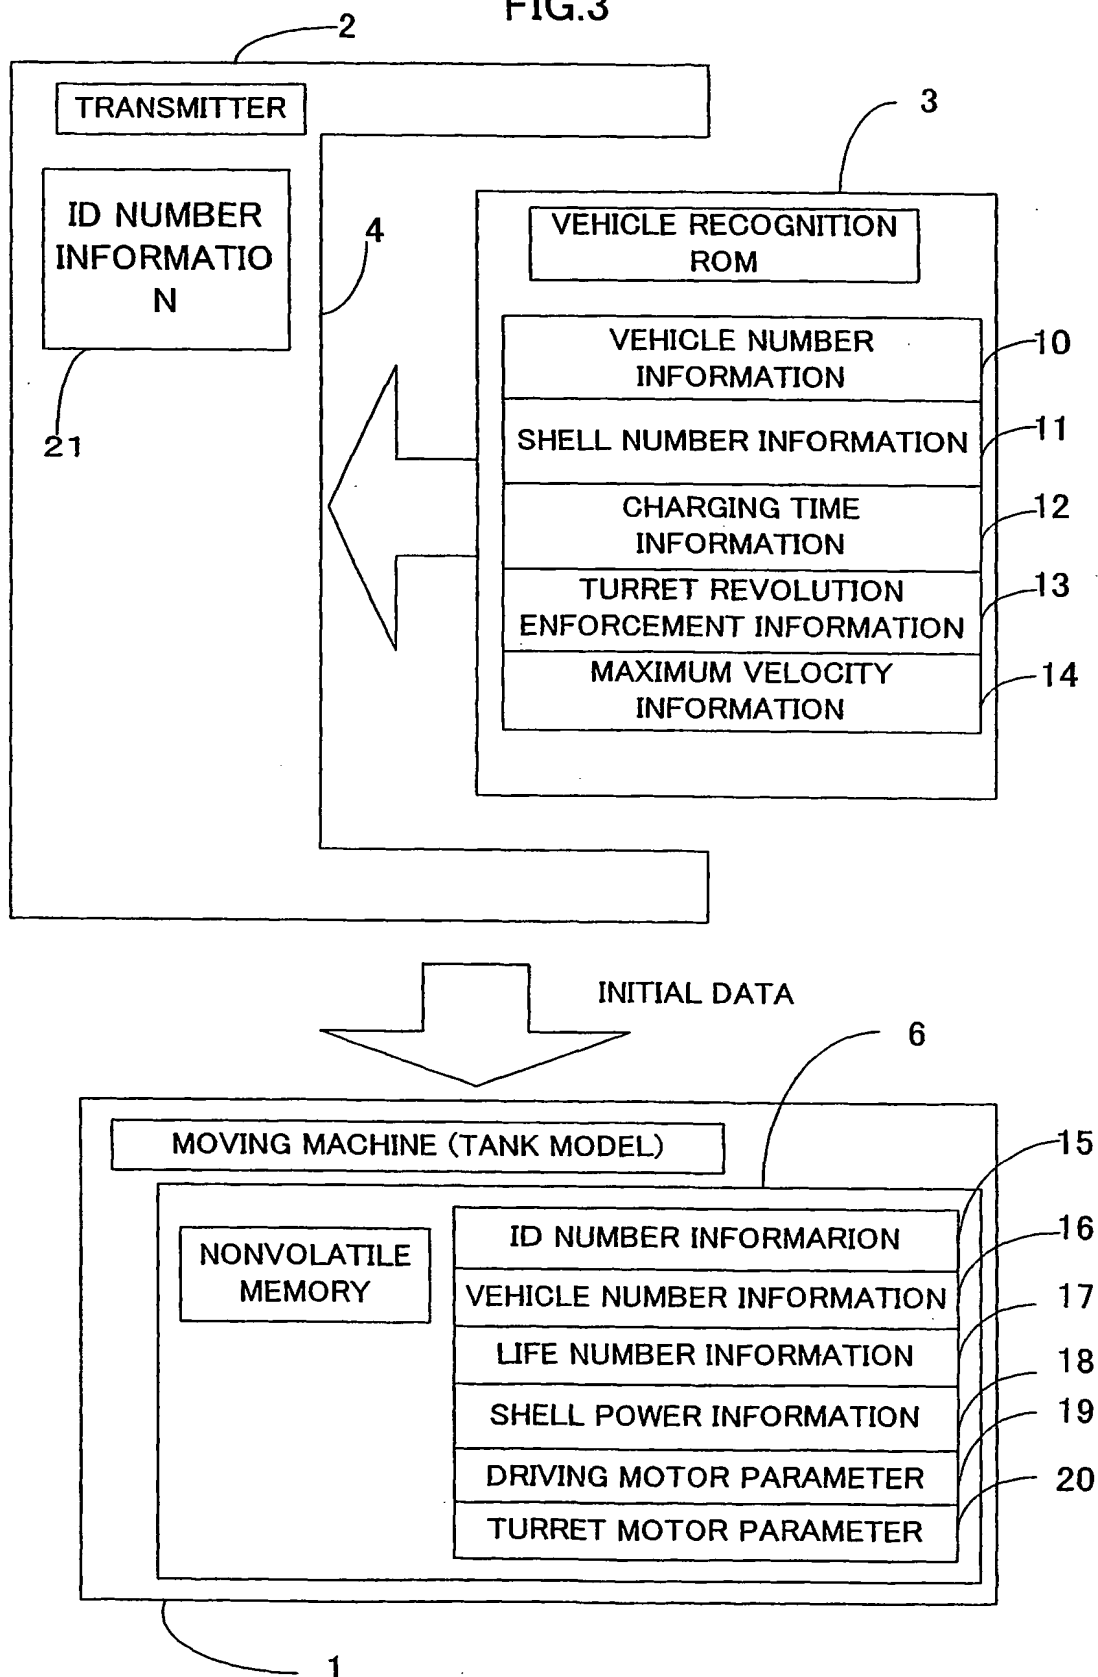 FIG.3
2
TRANSMITTER
3
ID NUMBER
INFORMATIO
N
4
21
VEHICLE RECOGNITION
ROM
VEHICLE NUMBER
INFORMATION
10
SHELL NUMBER INFORMATION
11
CHARGING TIME
INFORMATION
12
TURRET REVOLUTION
ENFORCEMENT INFORMATION
13
MAXIMUM VELOCITY
INFORMATION
14
INITIAL DATA
6
MOVING MACHINE (TANK MODEL)
NONVOLATILE
MEMORY
ID NUMBER INFORMARION
15
VEHICLE NUMBER INFORMATION
16
LIFE NUMBER INFORMATION
17
SHELL POWER INFORMATION
18
DRIVING MOTOR PARAMETER
19
TURRET MOTOR PARAMETER
20
1